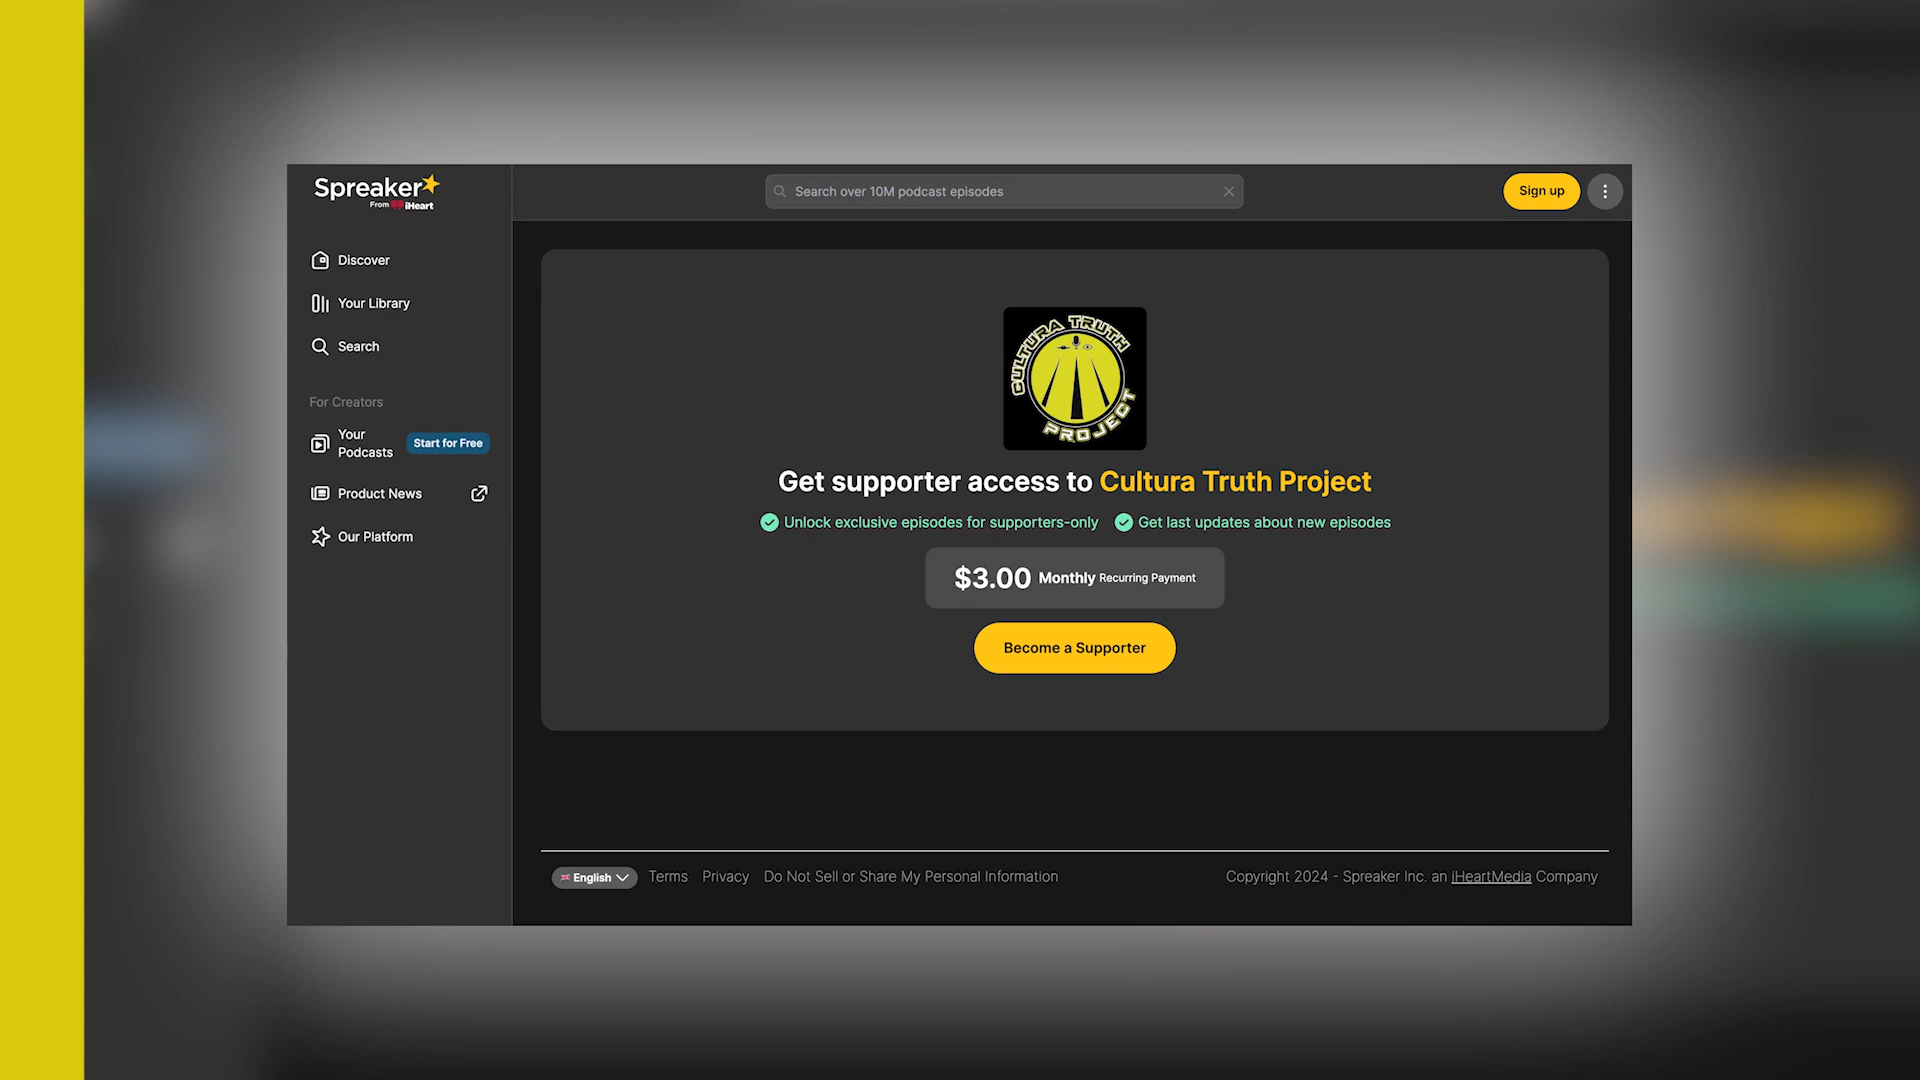 Spreaker
From iHeart
Search over 10M podcast episodes
Sign up
Discover
Your Library
Search
For Creators
Your
Podcasts
Start for Free
Product News
Our Platform
CULTURA TRUTH
PROJECT
Get supporter access to Cultura Truth Project
Unlock exclusive episodes for supporters-only Get last updates about new episodes
$3.00 Monthly Recurring Payment
Become a Supporter
English Terms Privacy Do Not Sell or Share My Personal Information
Copyright 2024 - Spreaker Inc. an iHeartMedia Company